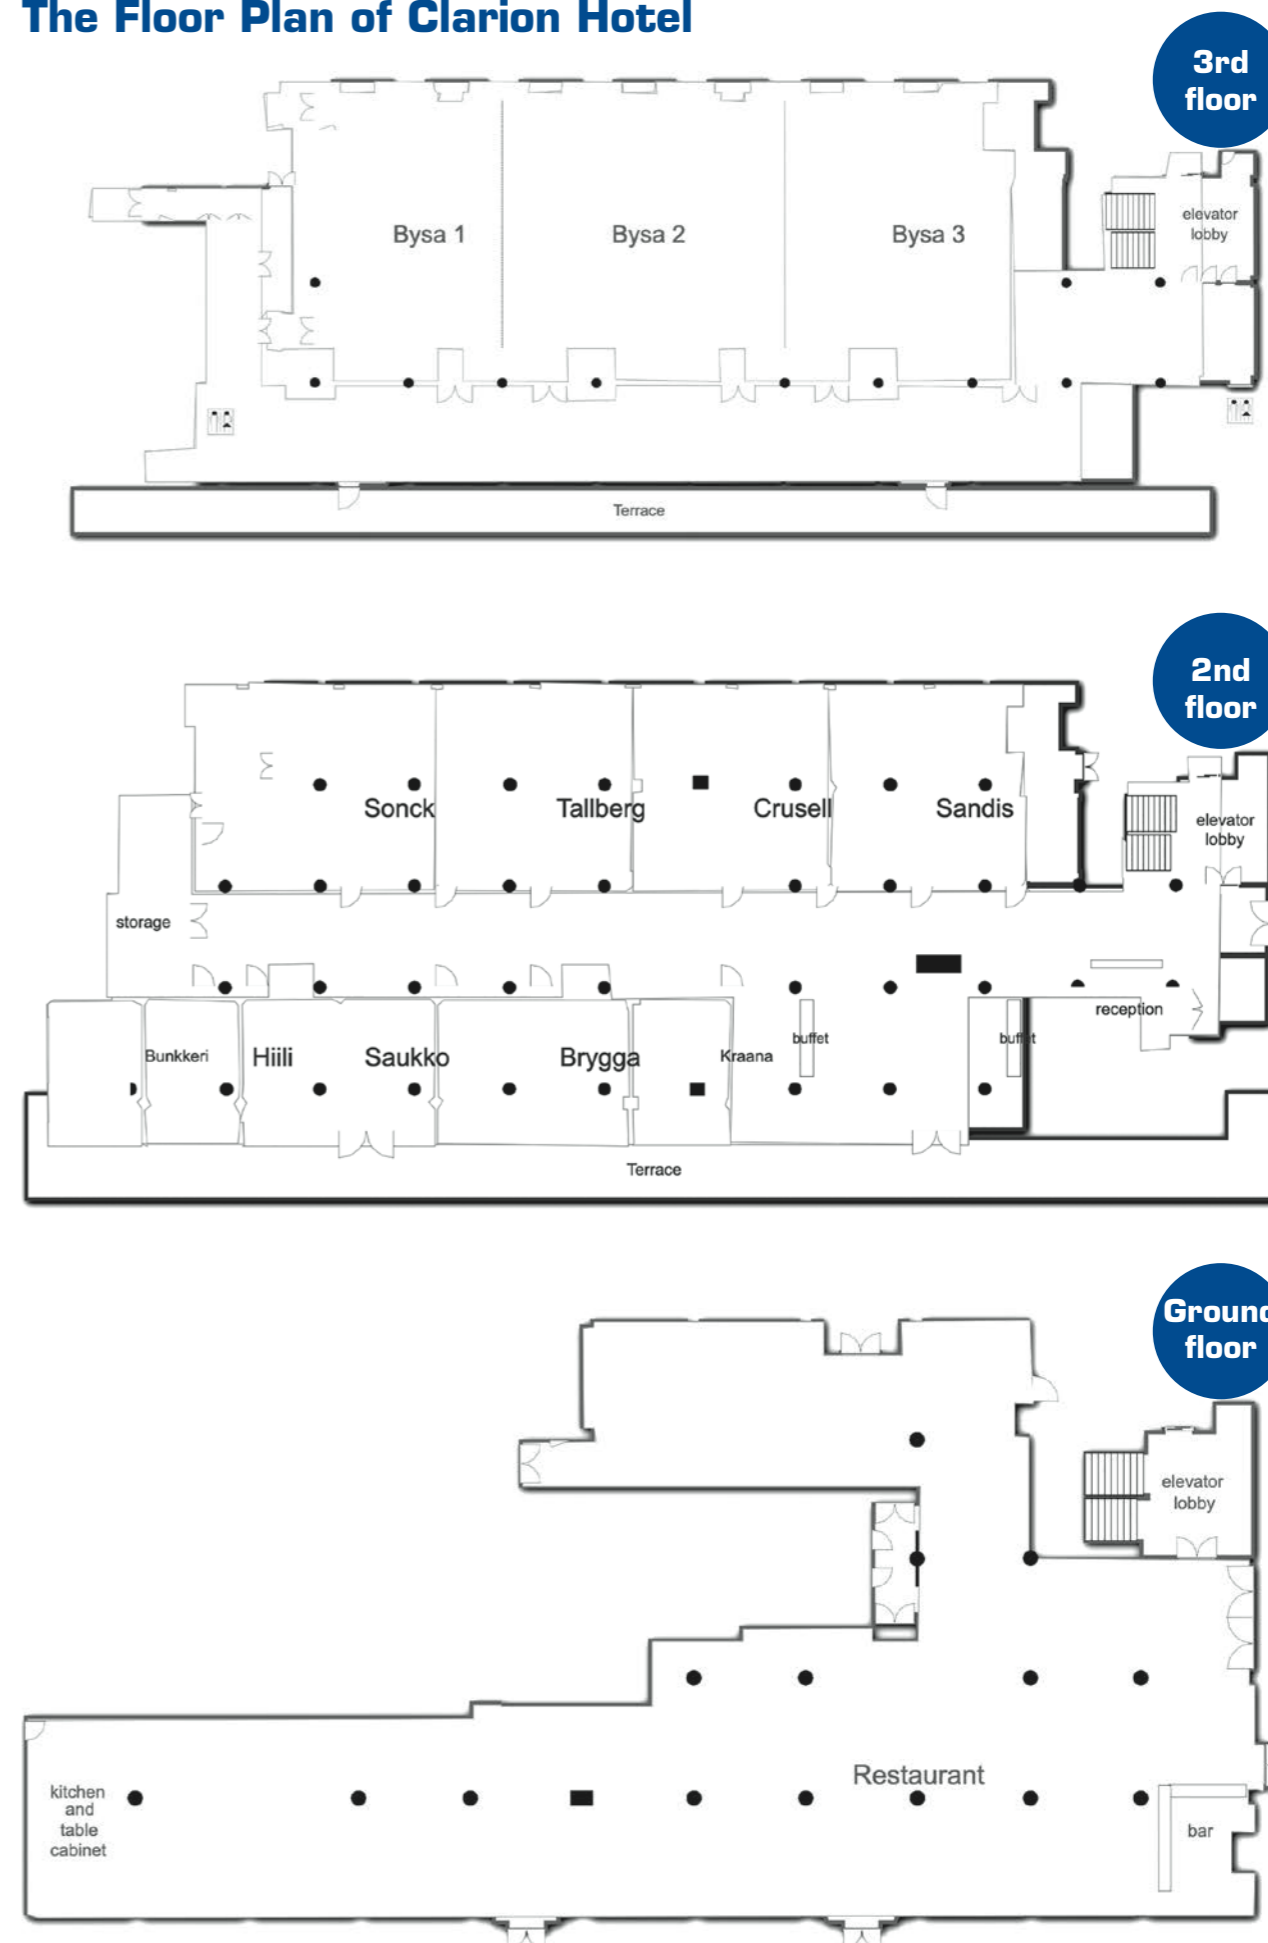 The Floor Plan of Clarion Hotel
3rd
floor
Bysa 1
Bysa 2
Bysa 3
elevator
lobby
Terrace
2nd
floor
Sonck
Tallberg
Crusell
Sandis
elevator
lobby
storage
reception
Bunkkeri
Hiili
Saukko
Brygga
Kraana
buffet
buffet
Terrace
Ground
floor
elevator
lobby
Restaurant
kitchen
and
table
cabinet
bar